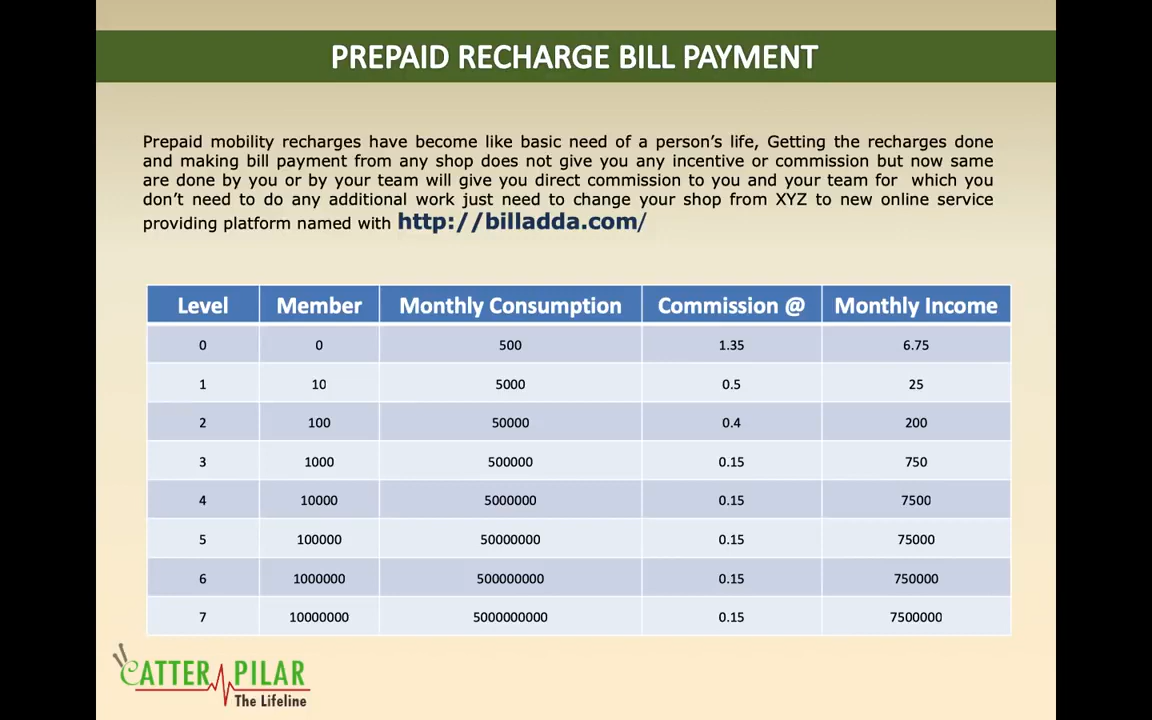 PREPAID RECHARGE BILL PAYMENT
Prepaid mobility recharges have become like basic need of a person's life, Getting the recharges done
and making bill payment from any shop does not give you any incentive or commission but now same
are done by you or by your team will give you direct commission to you and your team for which you
don't need to do any additional work just need to change your shop from XYZ to new online service
providing platform named with http://billadda.com/
Level Member Monthly Consumption Commission @ Monthly Income
0 0 500 1.35 6.75
1 10 5000 0.5 25
2 100 50000 0.4 200
3 1000 500000 0.15 750
4 10000 5000000 0.15 7500
5 100000 50000000 0.15 75000
6 1000000 500000000 0.15 750000
7 10000000 5000000000 0.15 7500000
CATTER PILAR
The Lifeline